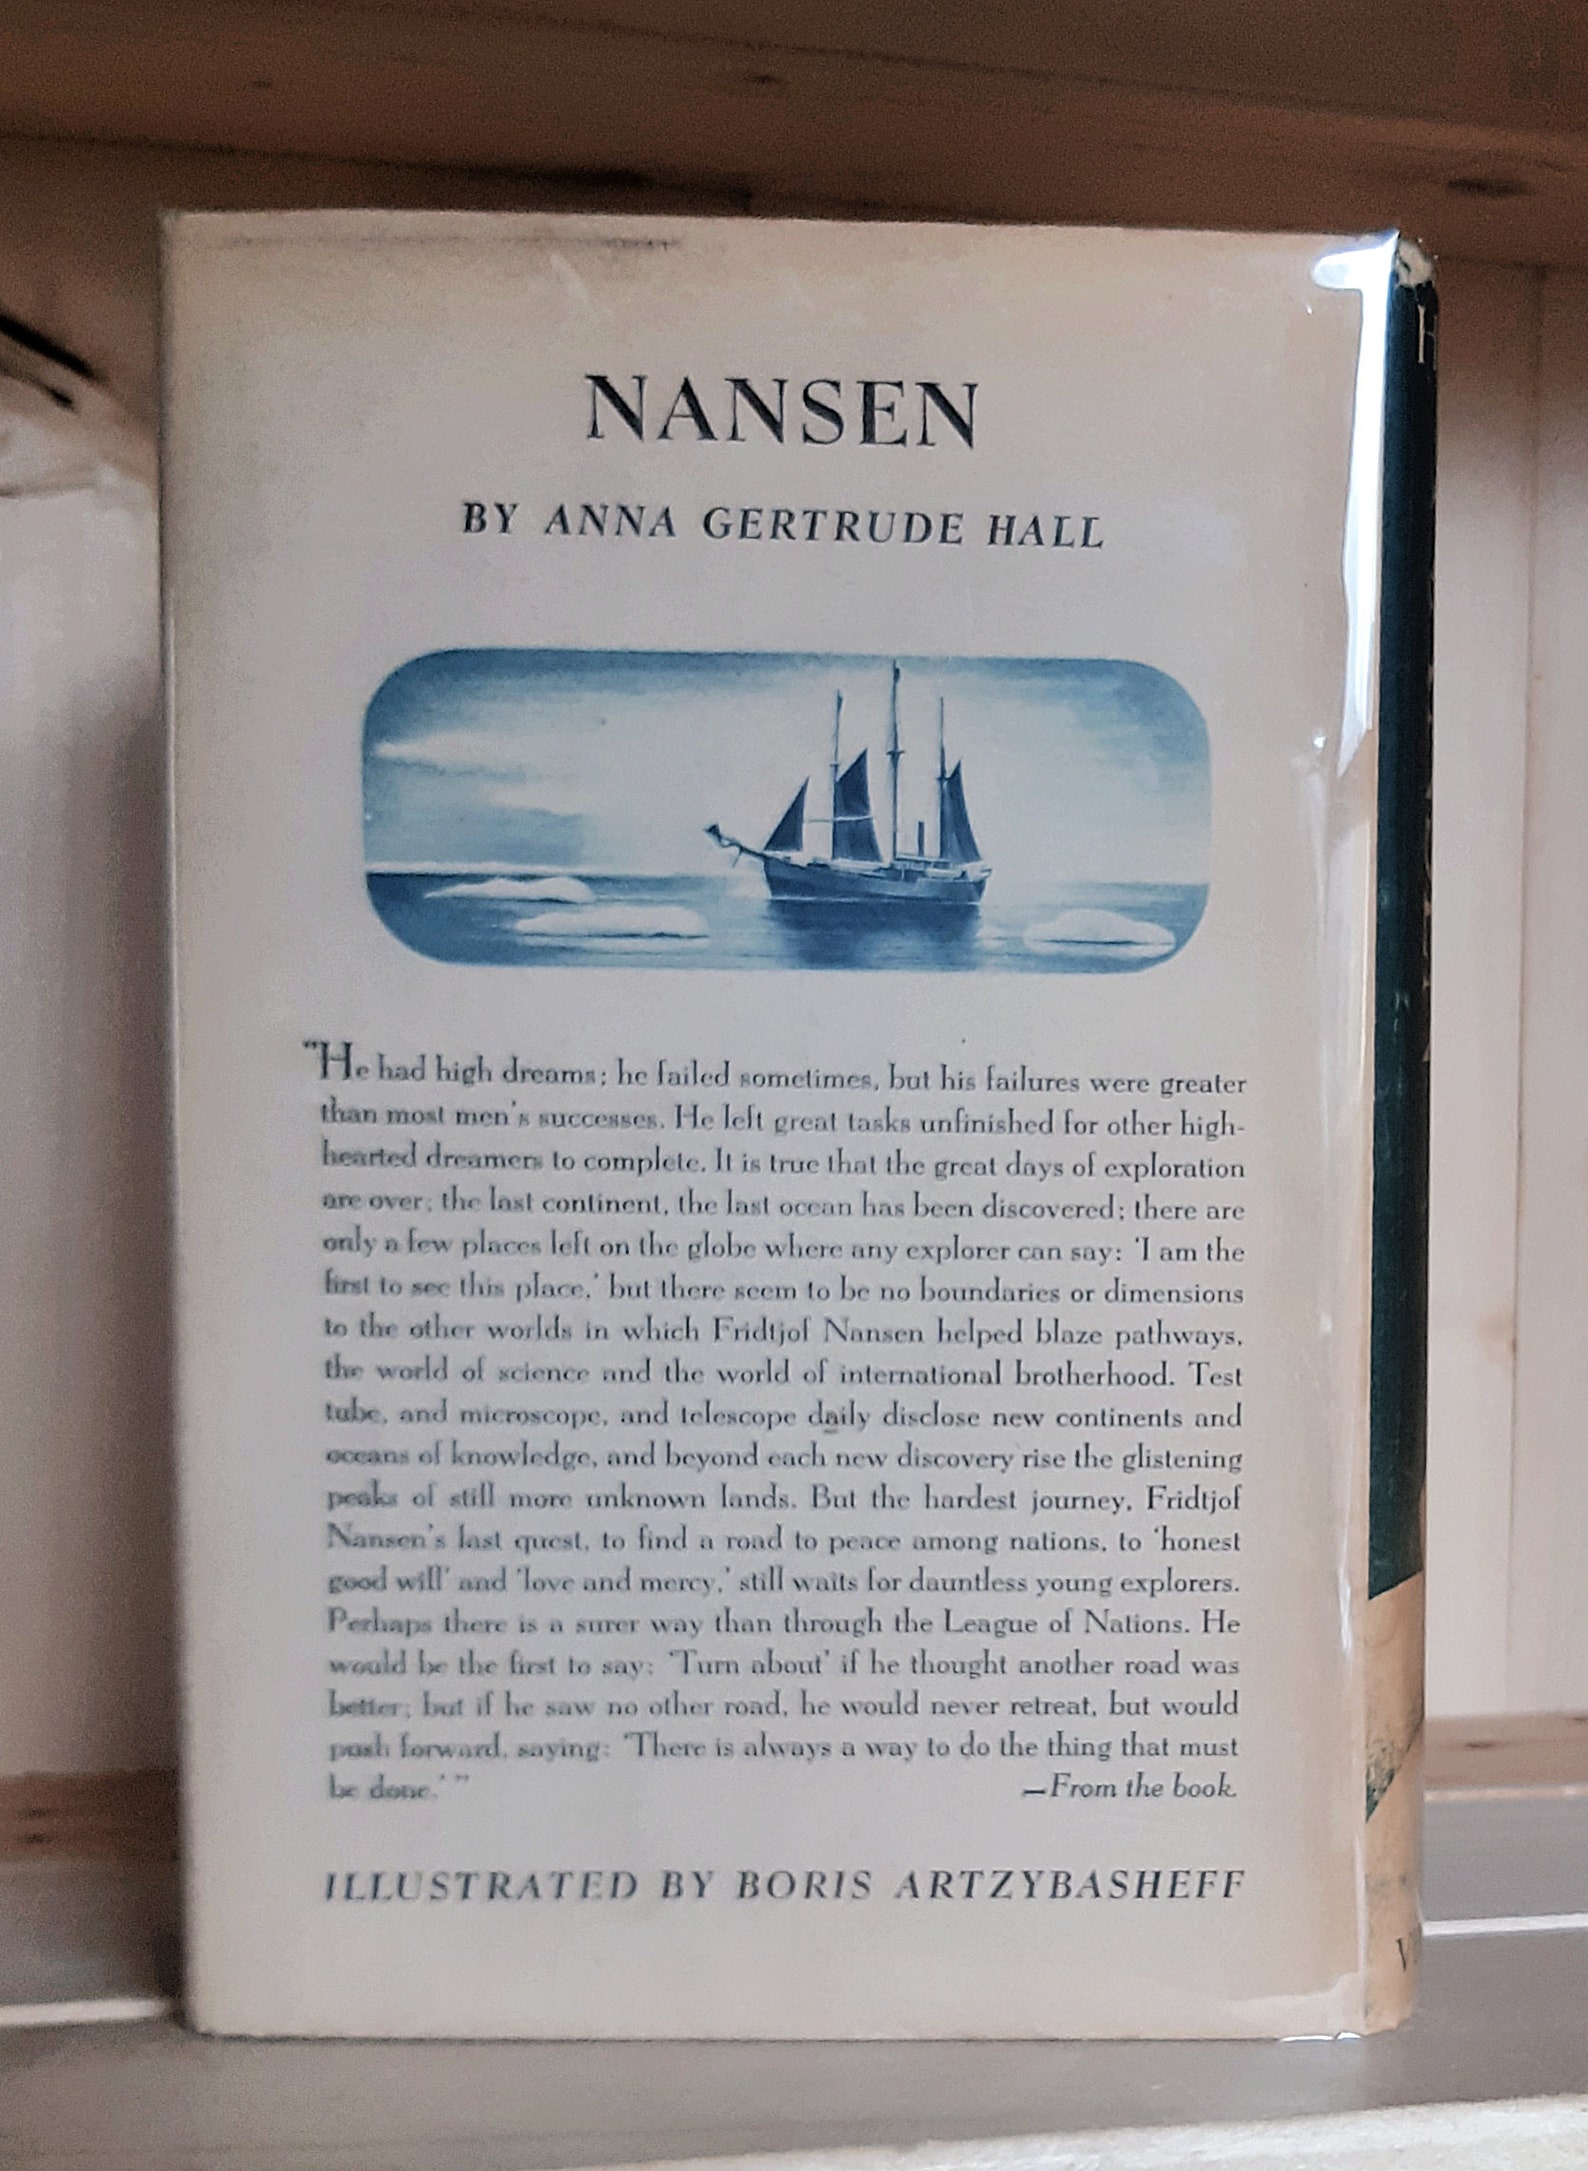 NANSEN
BY ANNA GERTRUDE HALL
"He had high dreams; he failed sometimes, but his failures were greater
than most men's successes. He left great tasks unfinished for other high-
hearted dreamers to complete. It is true that the great days of exploration
are over; the last continent, the last ocean has been discovered; there are
only a few places left on the globe where any explorer can say: 'I am the
first to see this place,' but there seem to be no boundaries or dimensions
to the other worlds in which Fridtjof Nansen helped blaze pathways,
the world of science and the world of international brotherhood. Test
tube, and microscope, and telescope daily disclose new continents and
oceans of knowledge, and beyond each new discovery rise the glistening
peaks of still more unknown lands. But the hardest journey, Fridtjof
Nansen's last quest, to find a road to peace among nations, to 'honest
good will' and 'love and mercy,' still waits for dauntless young explorers.
Perhaps there is a surer way than through the League of Nations. He
would be the first to say: 'Turn about' if he thought another road was
better; but if he saw no other road, he would never retreat, but would
push forward, saying: 'There is always a way to do the thing that must
be done.'" —From the book.
ILLUSTRATED BY BORIS ARTZYBASHEFF